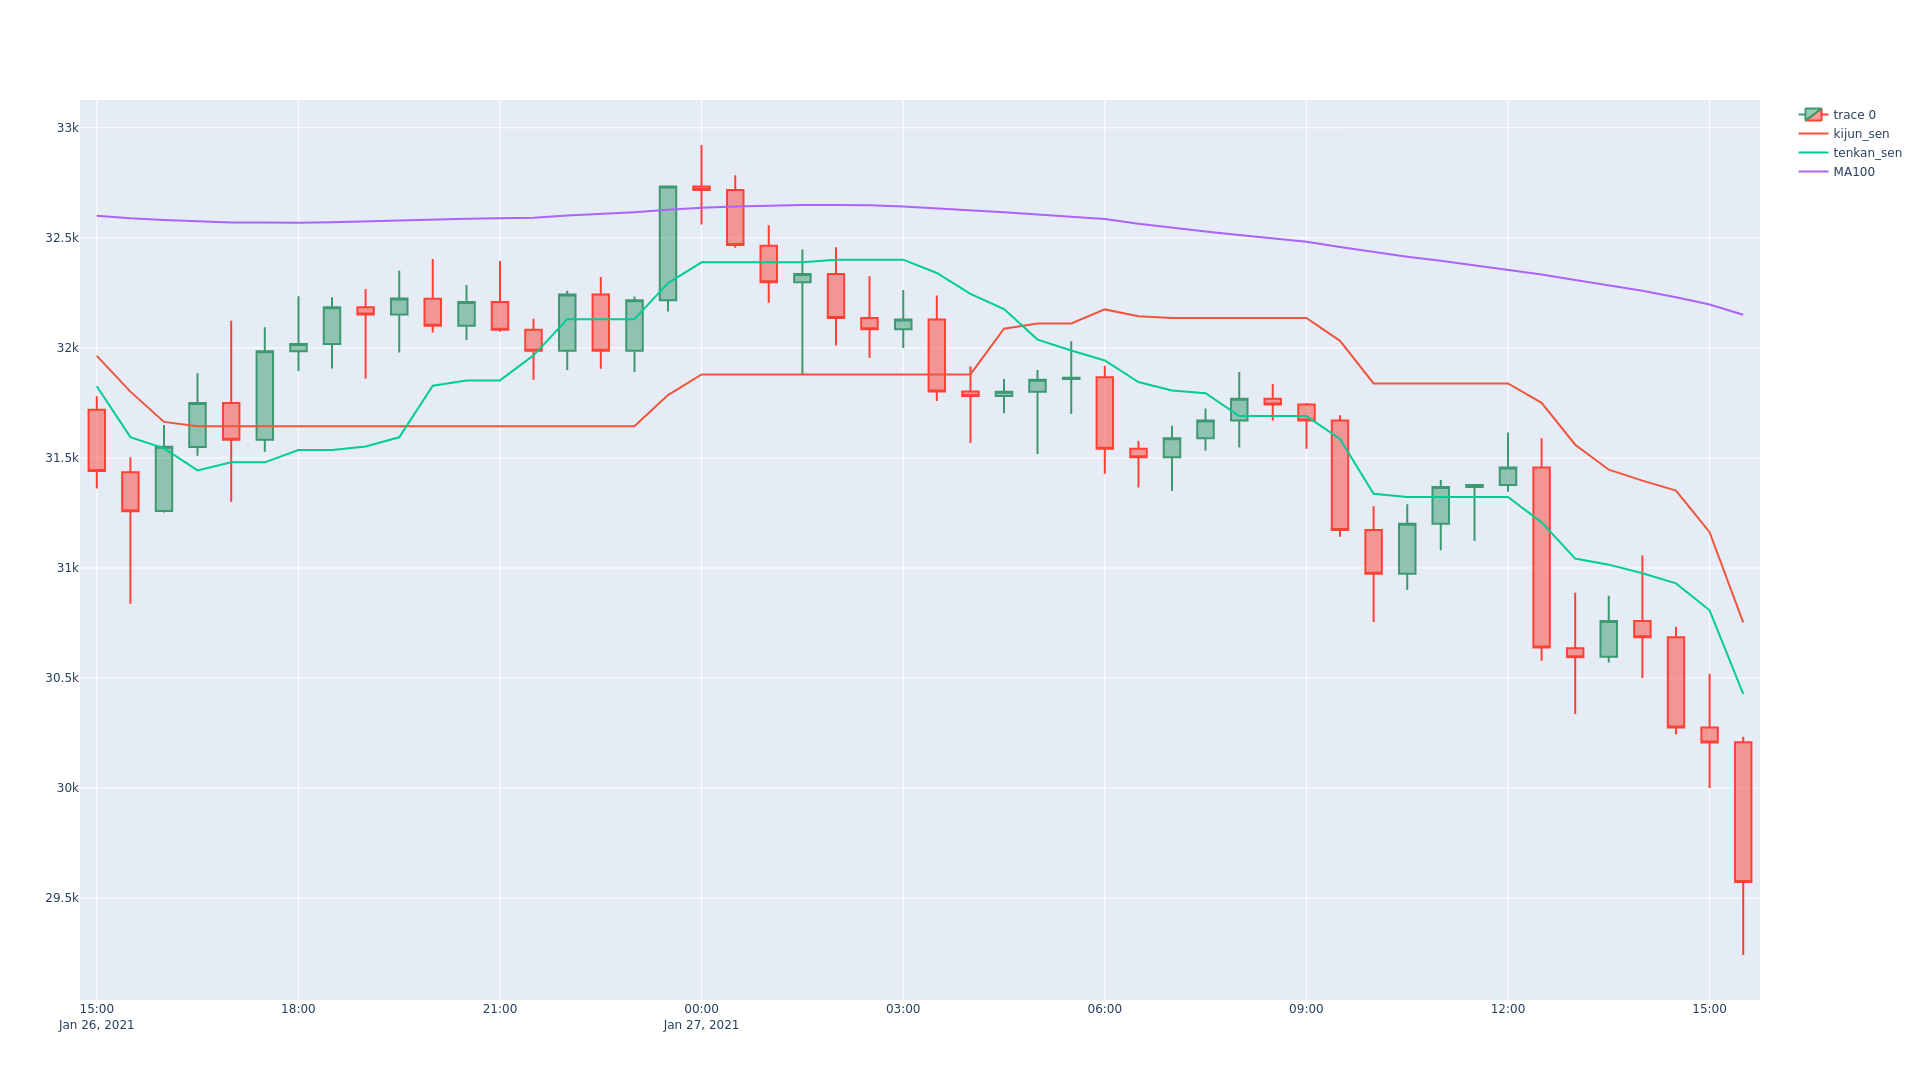 33k
32.5k
32k
31.5k
31k
30.5k
30k
29.5k
15:00
Jan 26, 2021
18:00
21:00
00:00
Jan 27, 2021
03:00
06:00
09:00
12:00
15:00
trace 0
kijun_sen
tenkan_sen
MA100